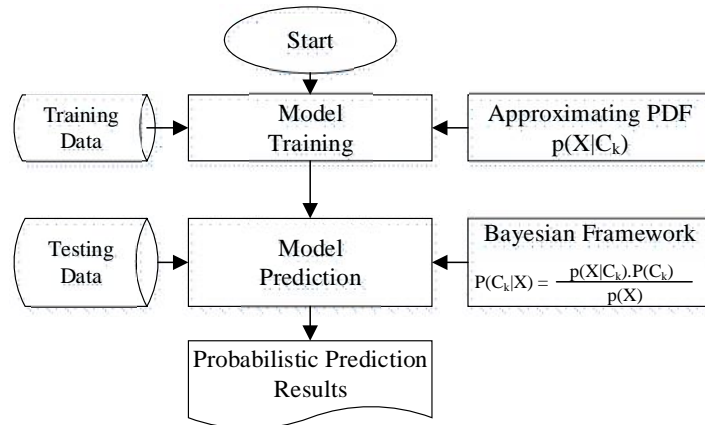 Start
Training
Data
Model
Training
Approximating PDF
p(X|Cₖ)
Testing
Data
Model
Prediction
Bayesian Framework
P(Cₖ|X) = p(X|Cₖ).P(Cₖ)
p(X)
Probabilistic Prediction
Results